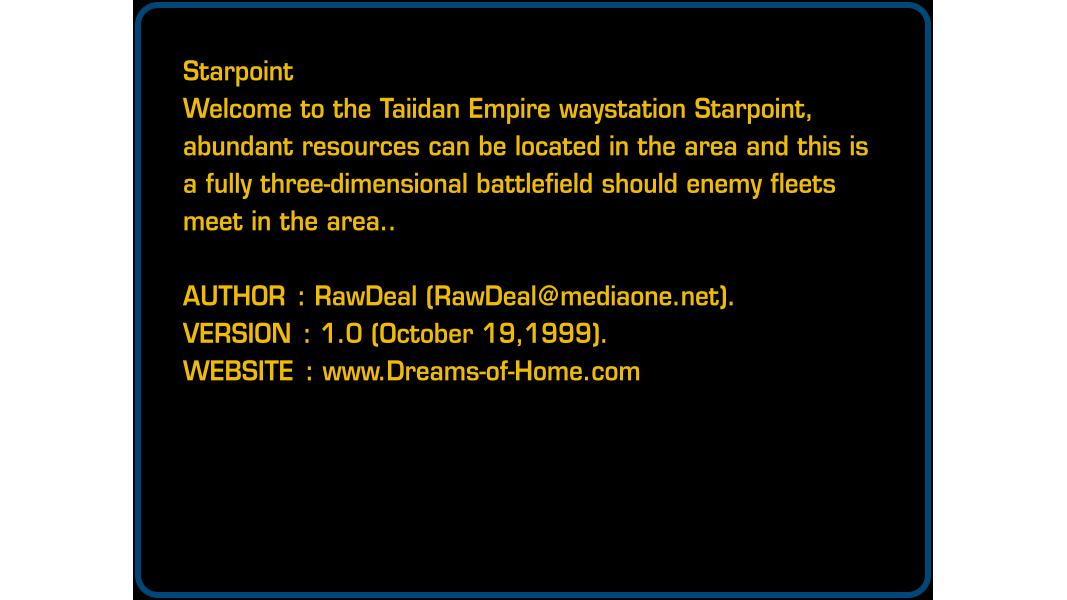 Starpoint
Welcome to the Taiidan Empire waystation Starpoint,
abundant resources can be located in the area and this is
a fully three-dimensional battlefield should enemy fleets
meet in the area..
AUTHOR : RawDeal (RawDeal@mediaone.net).
VERSION : 1.0 (October 19,1999).
WEBSITE : www.Dreams-of-Home.com